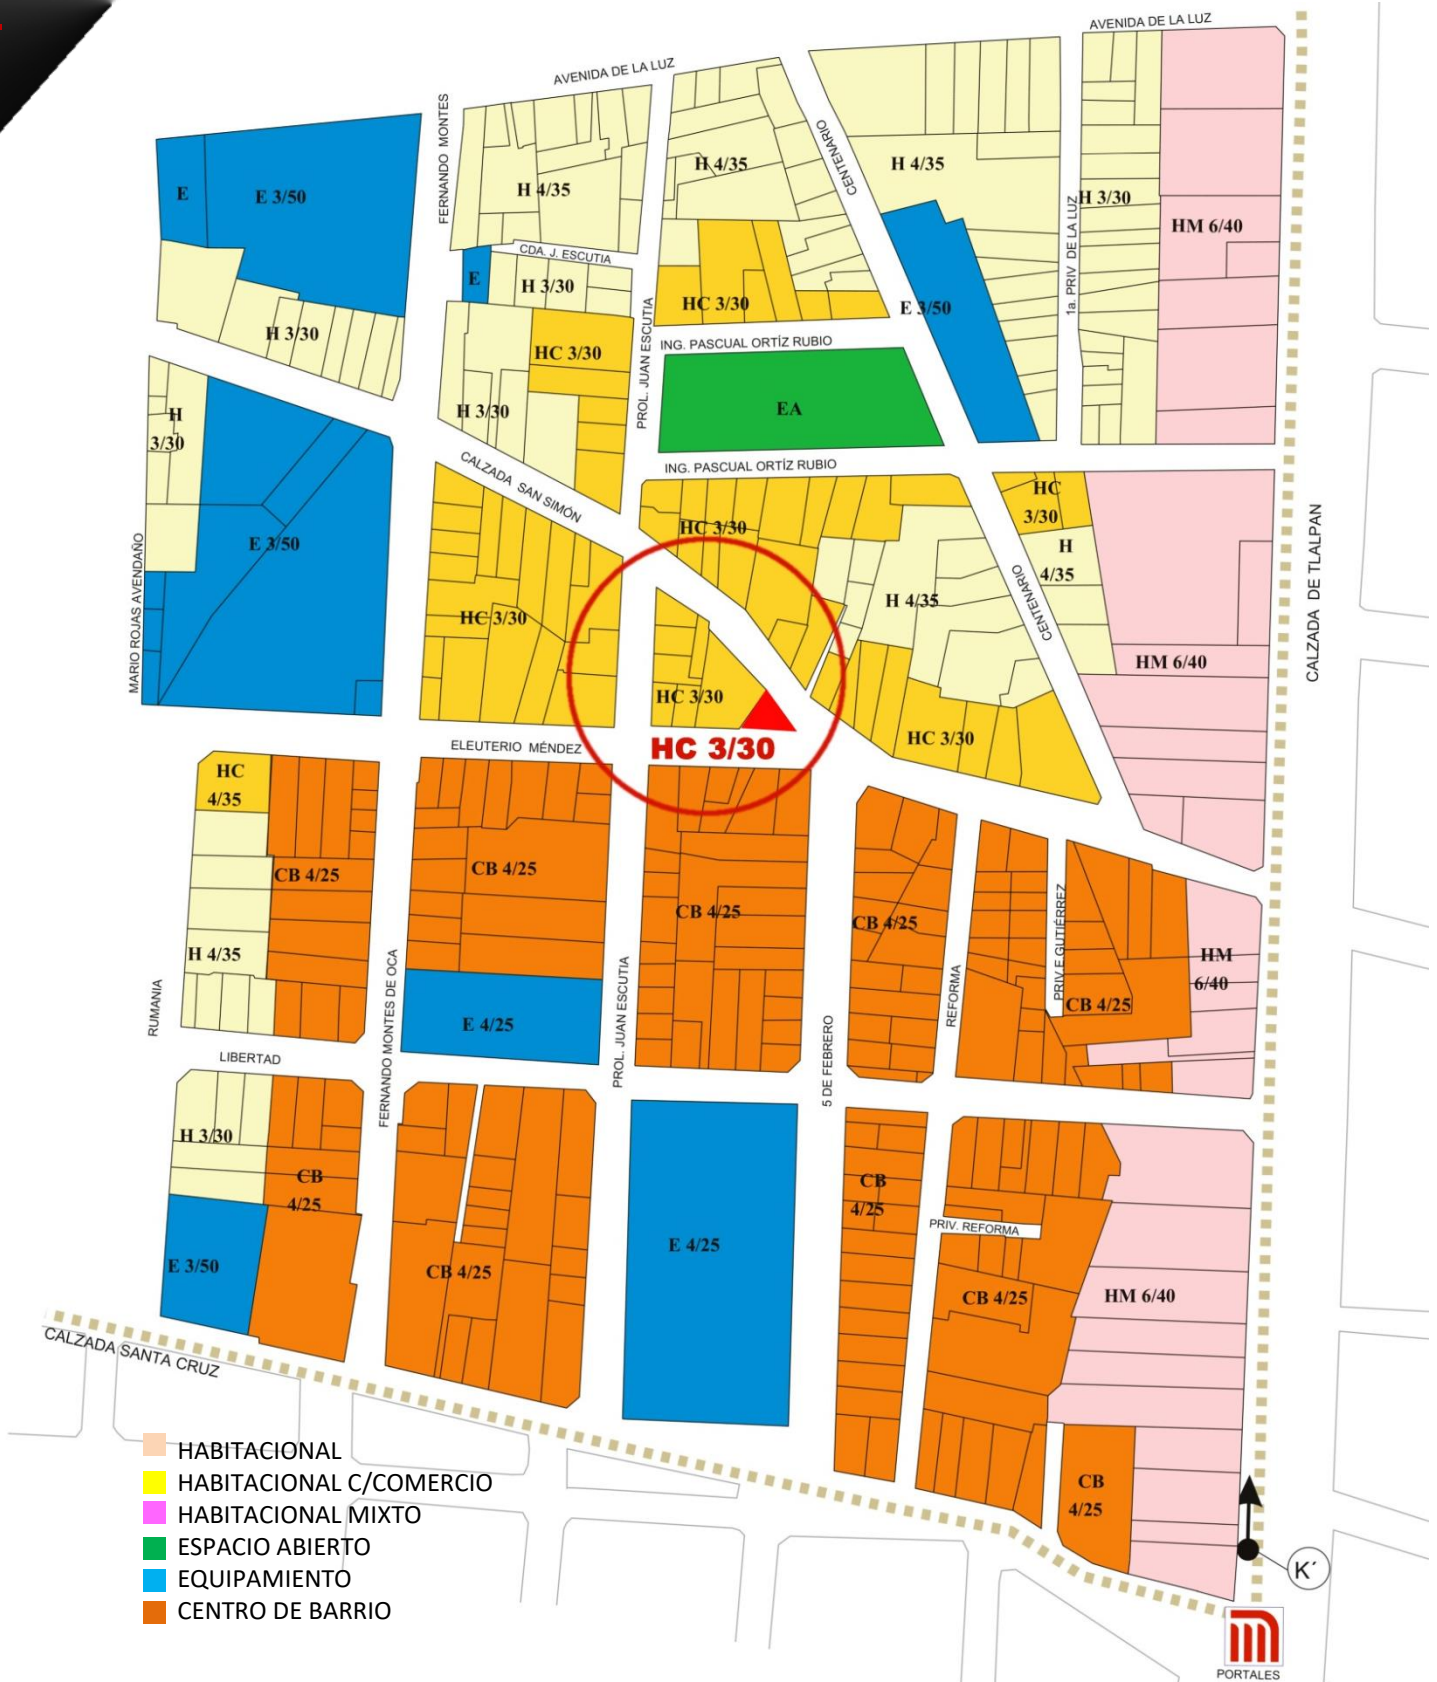 AVENIDA DE LA LUZ
AVENIDA DE LA LUZ
FERNANDO MONTES
CENTENARIO
H 4/35
H 4/35
H 4/35
E
E 3/50
H 3/30
1a. PRIV DE LA LUZ
HM 6/40
CDA. J. ESCUTIA
E
H 3/30
HC 3/30
E 3/50
PROL. JUAN ESCUTIA
H 3/30
ING. PASCUAL ORTÍZ RUBIO
HC 3/30
EA
H
3/30
H 3/30
ING. PASCUAL ORTÍZ RUBIO
CALZADA SAN SIMÓN
HC
3/30
HC 3/30
E 3/50
H
4/35
CALZADA DE TLALPAN
MARIO ROJAS AVENDAÑO
CENTENARIO
H 4/35
HC 3/30
HM 6/40
HC 3/30
HC 3/30
HC 3/30
ELEUTERIO MÉNDEZ
HC
4/35
CB 4/25
CB 4/25
CB 4/25
CB 4/25
PRIV E GUTIÉRREZ
H 4/35
HM
6/40
CB 4/25
RUMANIA
FERNANDO MONTES DE OCA
E 4/25
PROL. JUAN ESCUTIA
REFORMA
5 DE FEBRERO
LIBERTAD
H 3/30
CB
4/25
CB
4/25
PRIV. REFORMA
E 3/50
CB 4/25
E 4/25
CB 4/25
HM 6/40
CALZADA SANTA CRUZ
CB
4/25
HABITACIONAL
HABITACIONAL C/COMERCIO
HABITACIONAL MIXTO
ESPACIO ABIERTO
EQUIPAMIENTO
CENTRO DE BARRIO
K´
PORTALES